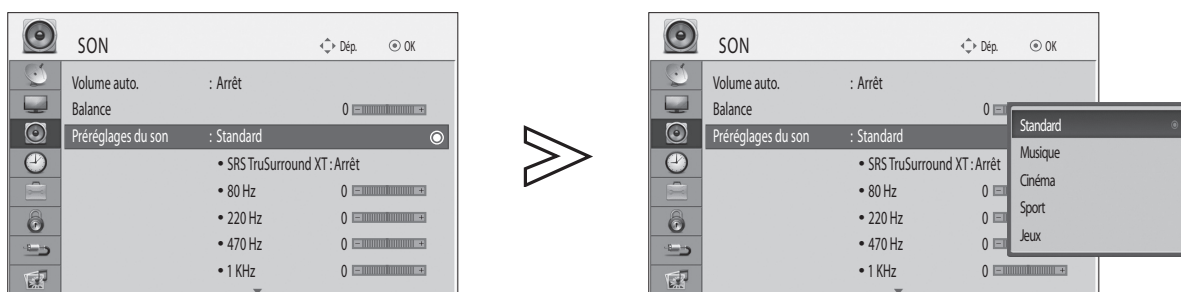 SON Dép. OK
Volume auto. : Arrêt
Balance 0
Préréglages du son : Standard
• SRS TruSurround XT : Arrêt
• 80 Hz 0
• 220 Hz 0
• 470 Hz 0
• 1 KHz 0
SON Dép. OK
Volume auto. : Arrêt
Balance 0
Préréglages du son : Standard
• SRS TruSurround XT : Arrêt
• 80 Hz 0
• 220 Hz 0
• 470 Hz 0
• 1 KHz 0
Standard
Musique
Cinéma
Sport
Jeux